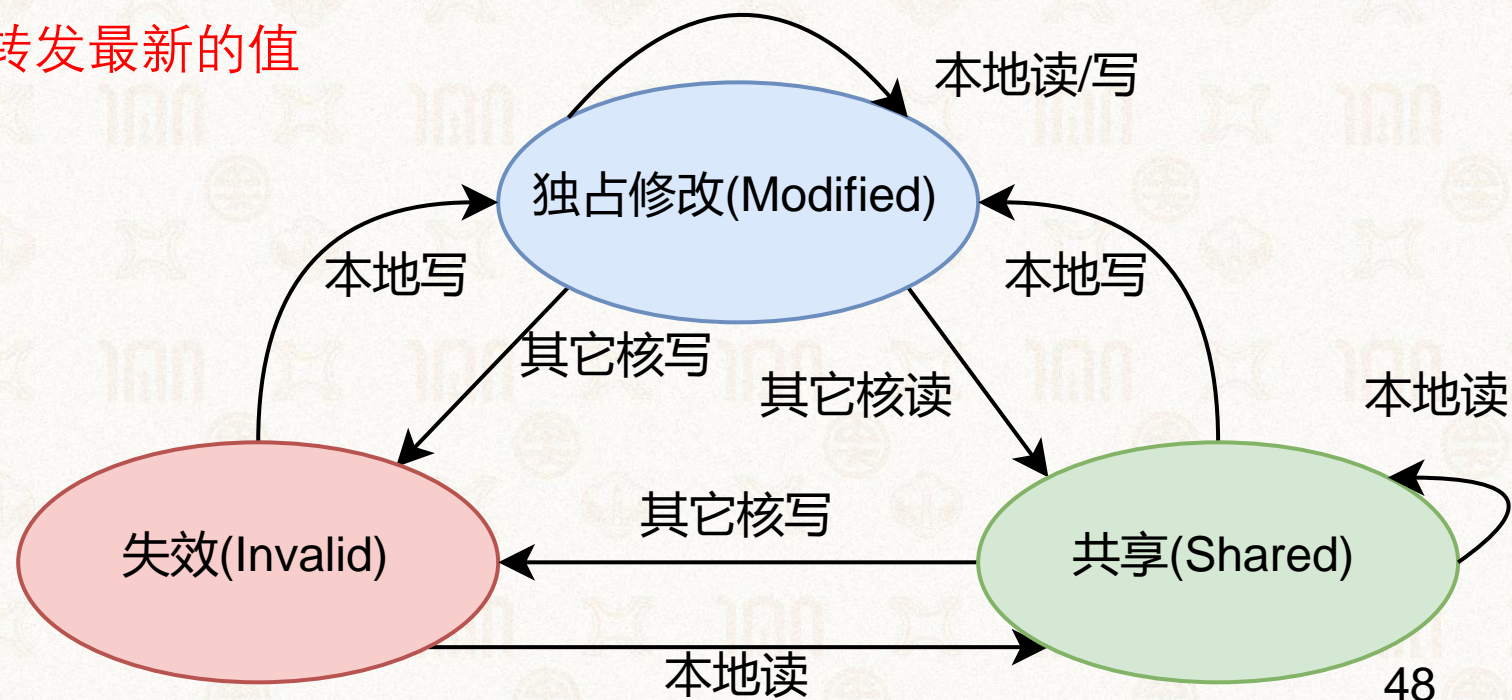 转发最新的值
本地读/写
独占修改(Modified)
本地写
本地写
其它核写
其它核读
本地读
其它核写
失效(Invalid)
共享(Shared)
本地读
48